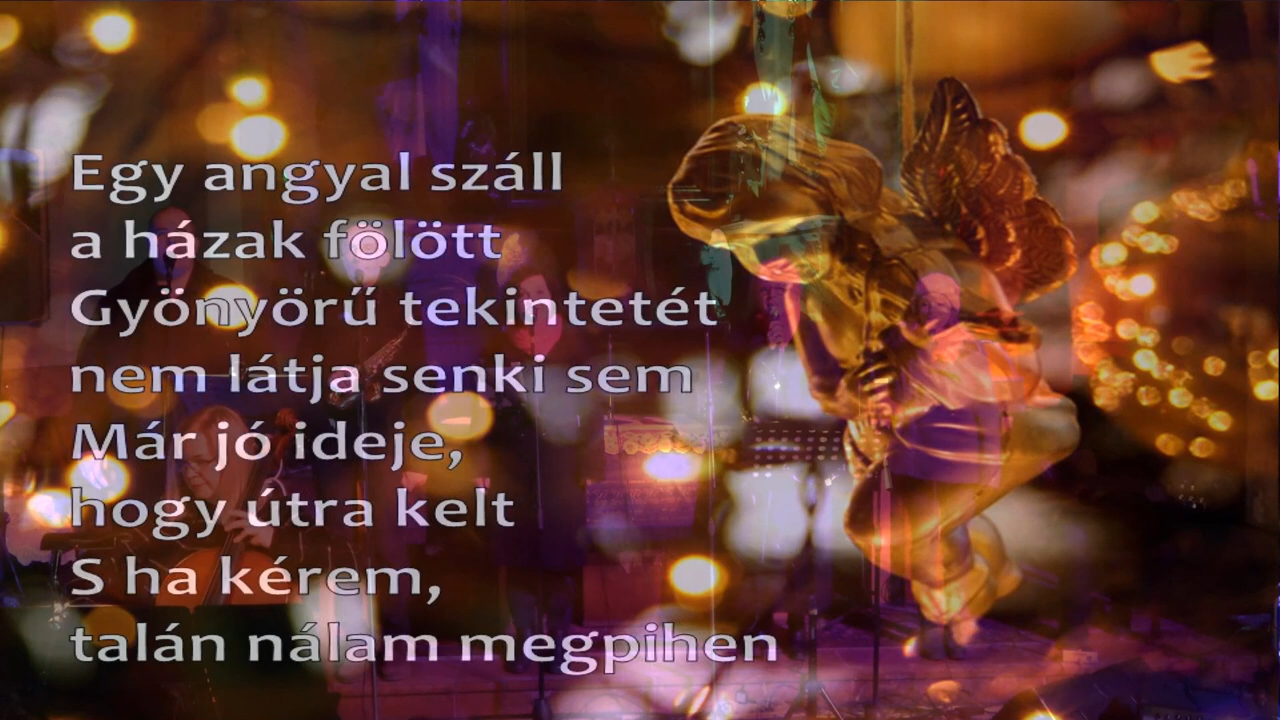 Egy angyal száll
a házak fölött
Gyönyörű tekintetét
nem látja senki sem
Már jó ideje,
hogy útra kelt
S ha kérem,
talán nálam megpihen